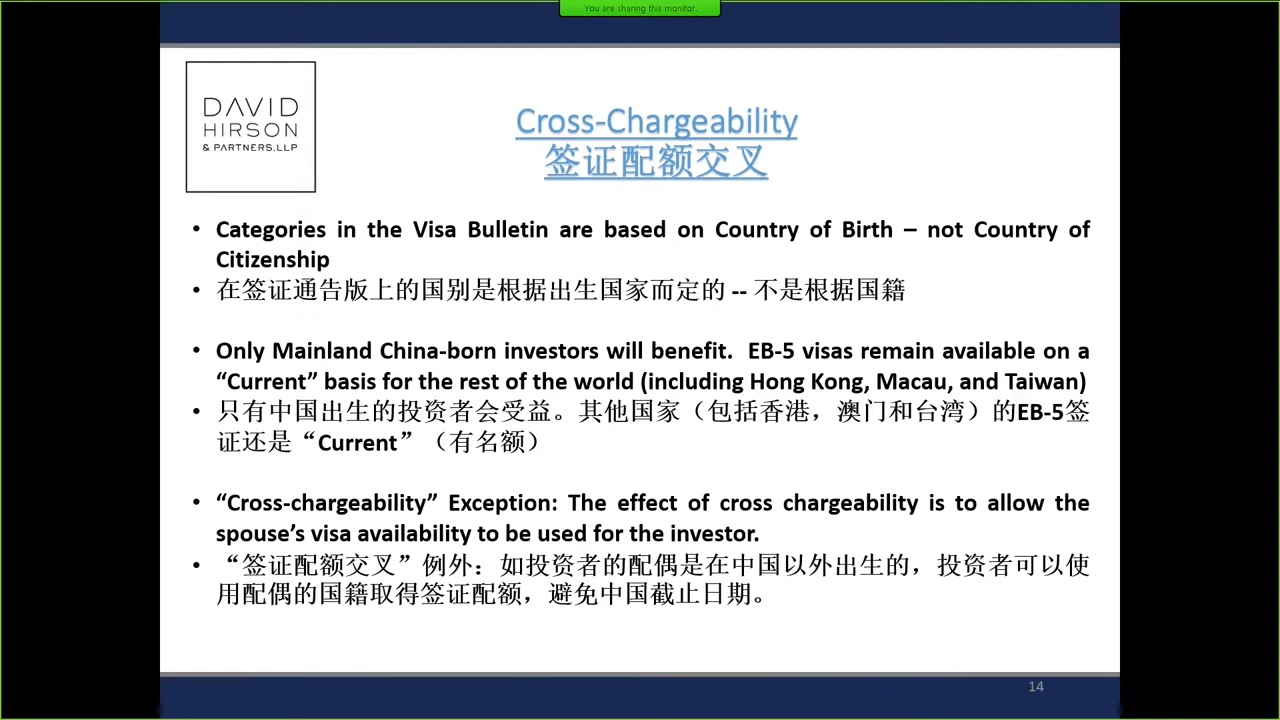 You are sharing this monitor.
DAVID
HIRSON
& PARTNERS,LLP
Cross-Chargeability
签证配额交叉
• Categories in the Visa Bulletin are based on Country of Birth – not Country of
Citizenship
• 在签证通告版上的国别是根据出生国家而定的 -- 不是根据国籍
• Only Mainland China-born investors will benefit.  EB-5 visas remain available on a
“Current” basis for the rest of the world (including Hong Kong, Macau, and Taiwan)
• 只有中国出生的投资者会受益。其他国家（包括香港，澳门和台湾）的EB-5签
证还是“Current”（有名额）
• “Cross-chargeability” Exception: The effect of cross chargeability is to allow the
spouse’s visa availability to be used for the investor.
• “签证配额交叉”例外：如投资者的配偶是在中国以外出生的，投资者可以使
用配偶的国籍取得签证配额，避免中国截止日期。
14